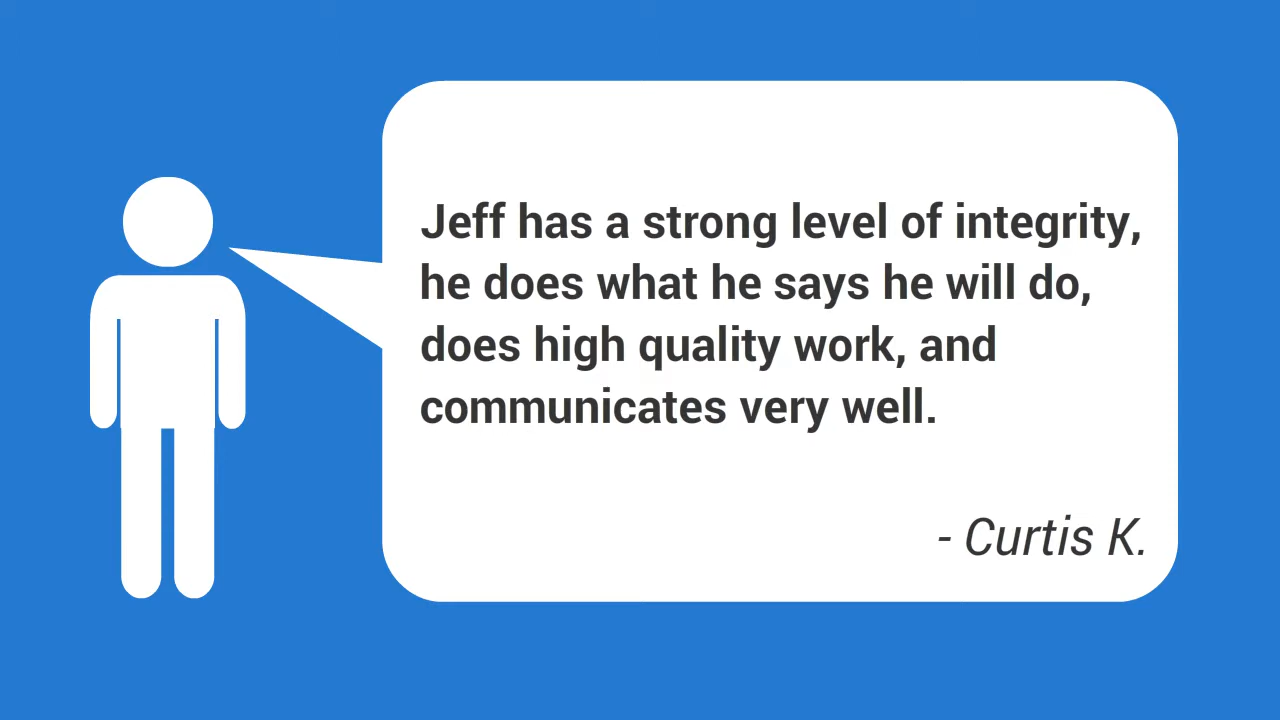 Jeff has a strong level of integrity,
he does what he says he will do,
does high quality work, and
communicates very well.
- Curtis K.